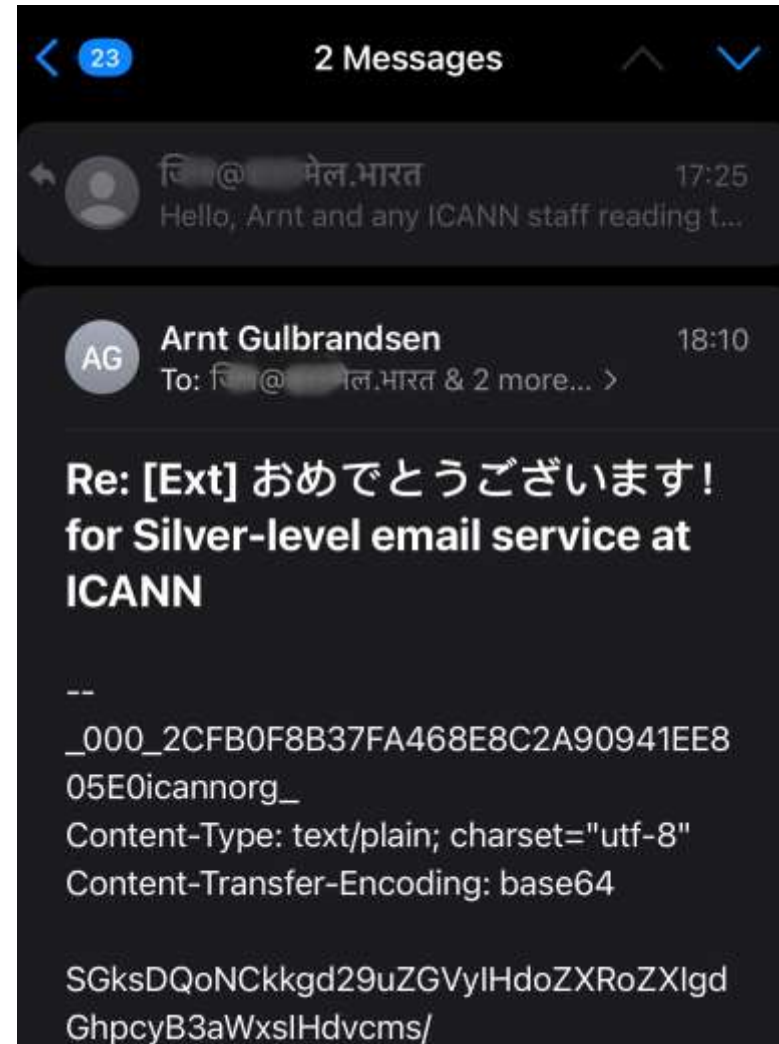 23
2 Messages
@ मेल.भारत
17:25
Hello, Arnt and any ICANN staff reading t...
AG
Arnt Gulbrandsen
18:10
To: @ ल.भारत & 2 more... >
Re: [Ext] おめでとうございます!
for Silver-level email service at
ICANN
--
_000_2CFB0F8B37FA468E8C2A90941EE8
05E0icannorg_
Content-Type: text/plain; charset="utf-8"
Content-Transfer-Encoding: base64
SGksDQoNCkkgd29uZGVyIHdoZXRoZXIgd
GhpcyB3aWxsIHdvcms/